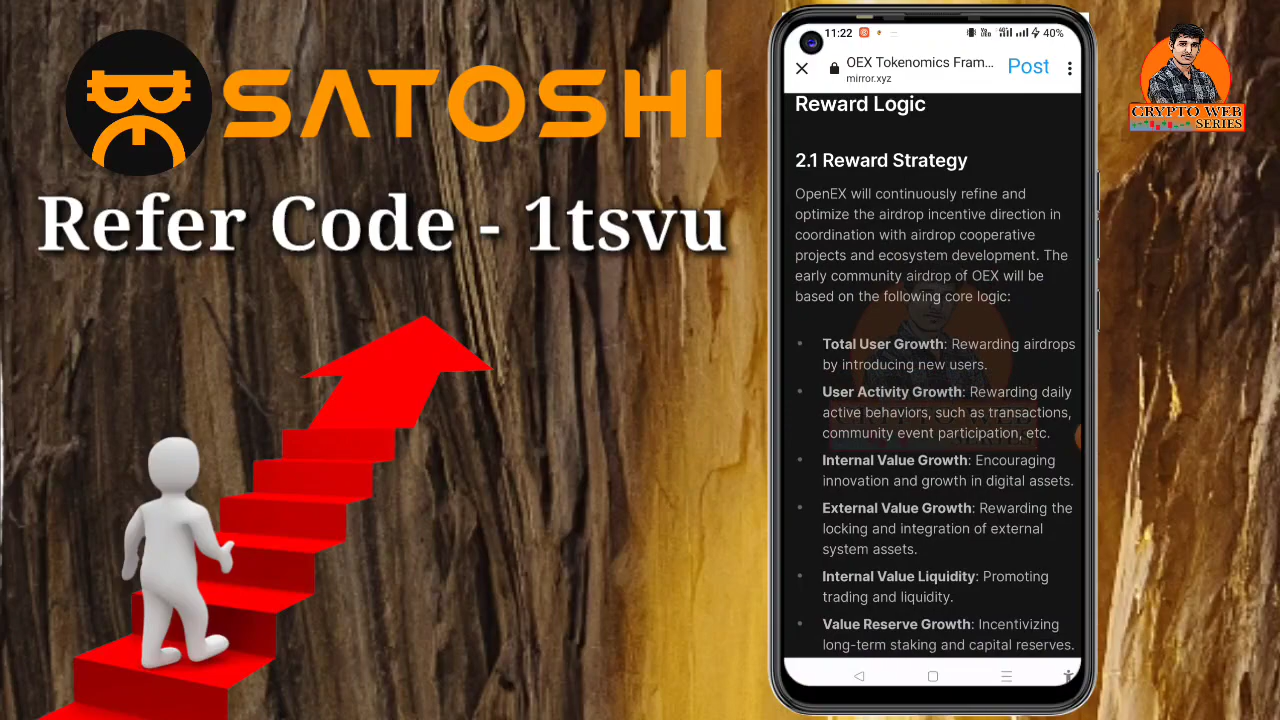 SATOSHI
Refer Code - 1tsvu
11:22
40%
OEX Tokenomics Fram...
mirror.xyz
Post
CRYPTO WEB
SERIES
Reward Logic
2.1 Reward Strategy
OpenEX will continuously refine and
optimize the airdrop incentive direction in
coordination with airdrop cooperative
projects and ecosystem development. The
early community airdrop of OEX will be
based on the following core logic:
• Total User Growth: Rewarding airdrops
by introducing new users.
• User Activity Growth: Rewarding daily
active behaviors, such as transactions,
community event participation, etc.
• Internal Value Growth: Encouraging
innovation and growth in digital assets.
• External Value Growth: Rewarding the
locking and integration of external
system assets.
• Internal Value Liquidity: Promoting
trading and liquidity.
• Value Reserve Growth: Incentivizing
long-term staking and capital reserves.